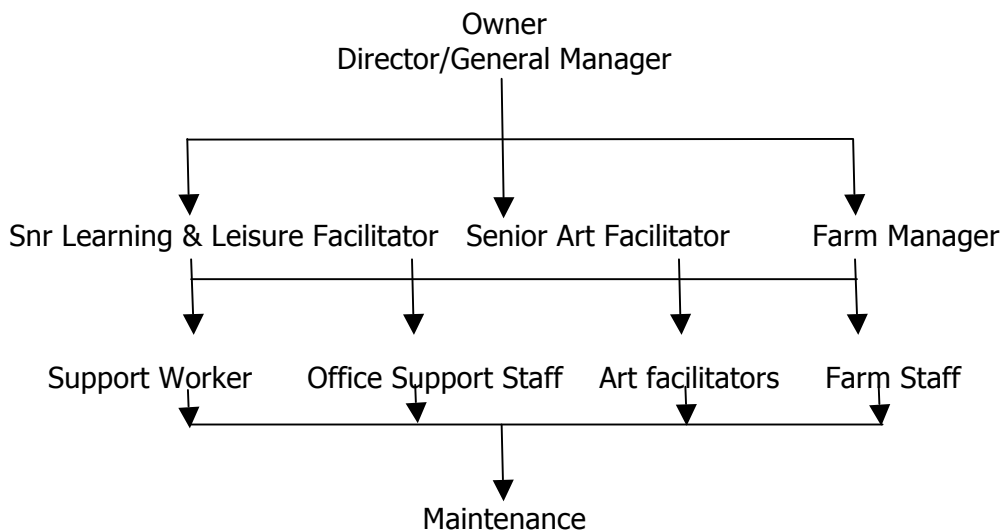 Owner
Director/General Manager
Snr Learning & Leisure Facilitator Senior Art Facilitator Farm Manager
Support Worker Office Support Staff Art facilitators Farm Staff
Maintenance